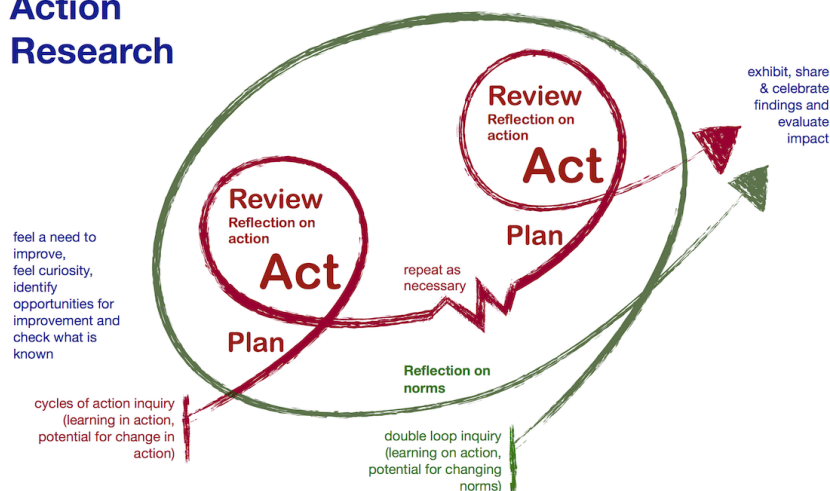 Action
Research
exhibit, share
& celebrate
findings and
evaluate
impact
Review
Reflection on
action
Act
Plan
Review
Reflection on
action
Act
Plan
feel a need to
improve,
feel curiosity,
identify
opportunities for
improvement and
check what is
known
repeat as
necessary
Reflection on
norms
cycles of action inquiry
(learning in action,
potential for change in
action)
double loop inquiry
(learning on action,
potential for changing
norms)